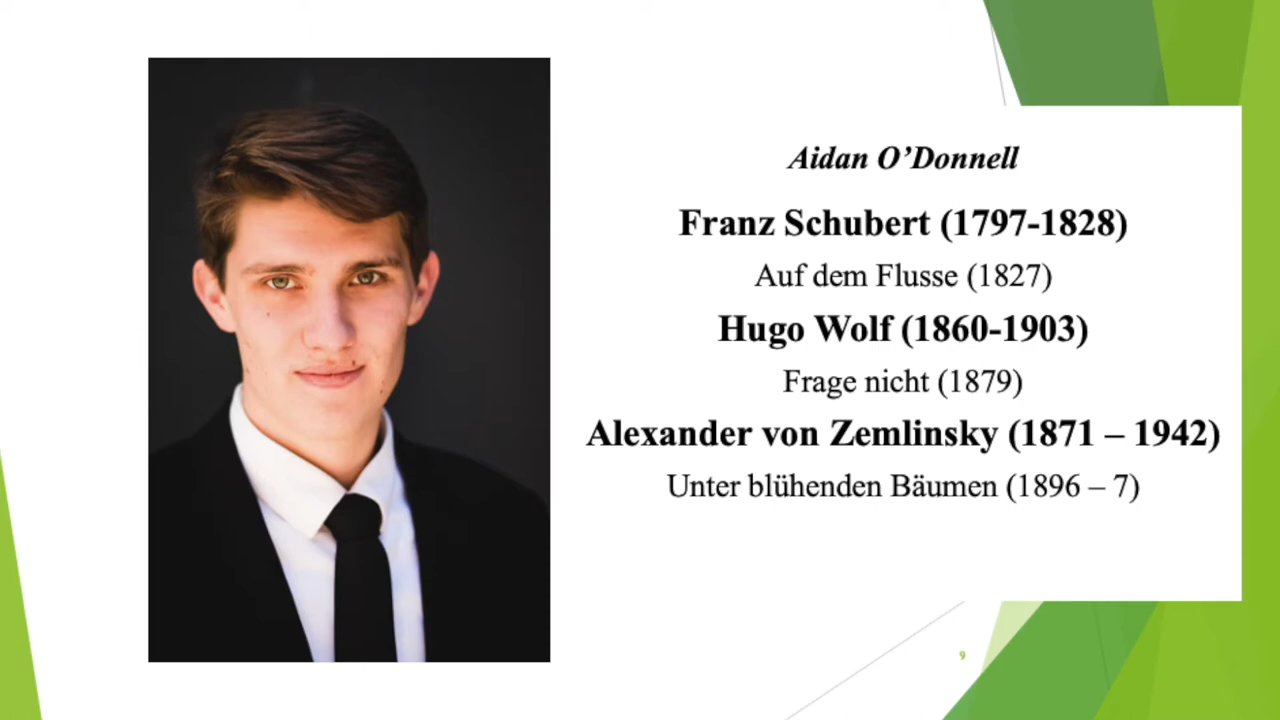 Aidan O’Donnell
Franz Schubert (1797-1828)
Auf dem Flusse (1827)
Hugo Wolf (1860-1903)
Frage nicht (1879)
Alexander von Zemlinsky (1871 – 1942)
Unter blühenden Bäumen (1896 – 7)
9